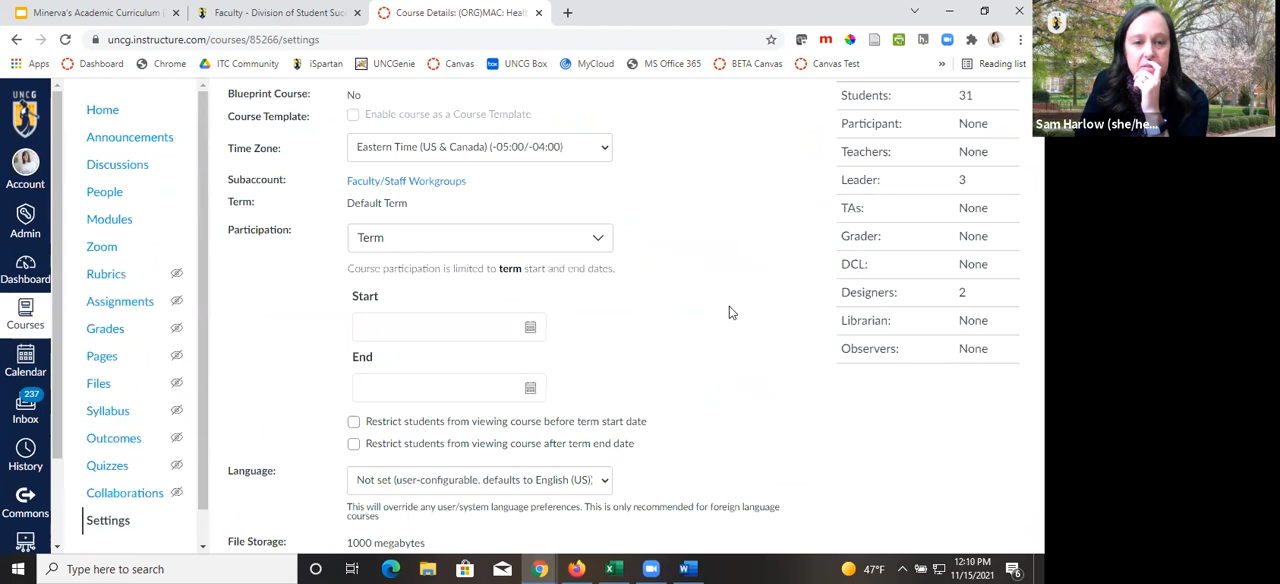 Minerva's Academic Curriculum
Faculty - Division of Student Suc
Course Details: (ORG)MAC: Heal
uncg.instructure.com/courses/85266/settings
Apps
Dashboard
Chrome
ITC Community
iSpartan
UNCGenie
Canvas
box
UNCG Box
MyCloud
MS Office 365
BETA Canvas
Canvas Test
»
Reading list
Sam Harlow (she/he...
UNCG
Account
Admin
Dashboard
Courses
Calendar
237
Inbox
History
Commons
Home
Announcements
Discussions
People
Modules
Zoom
Rubrics
Assignments
Grades
Pages
Files
Syllabus
Outcomes
Quizzes
Collaborations
Settings
Blueprint Course: No
Course Template: Enable course as a Course Template
Time Zone: Eastern Time (US & Canada) (-05:00/-04:00)
Subaccount: Faculty/Staff Workgroups
Term: Default Term
Participation: Term
Course participation is limited to term start and end dates.
Start
End
Restrict students from viewing course before term start date
Restrict students from viewing course after term end date
Language: Not set (user-configurable, defaults to English (US))
This will override any user/system language preferences. This is only recommended for foreign language
courses
File Storage: 1000 megabytes
Students: 31
Participant: None
Teachers: None
Leader: 3
TAs: None
Grader: None
DCL: None
Designers: 2
Librarian: None
Observers: None
Type here to search
47°F
12:10 PM
11/15/2021
6